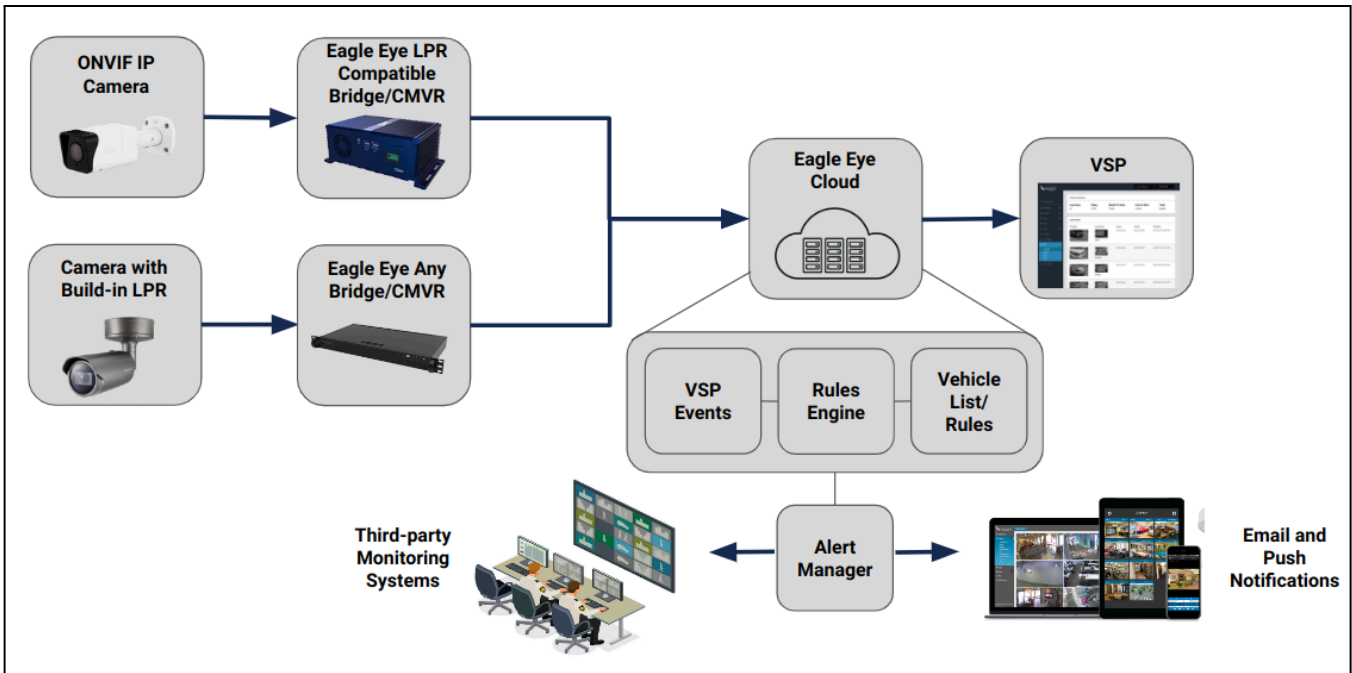 ONVIF IP
Camera
Eagle Eye LPR
Compatible
Bridge/CMVR
Eagle Eye
Cloud
VSP
Camera with
Build-in LPR
Eagle Eye Any
Bridge/CMVR
VSP
Events
Rules
Engine
Vehicle
List/
Rules
Third-party
Monitoring
Systems
Alert
Manager
Email and
Push
Notifications